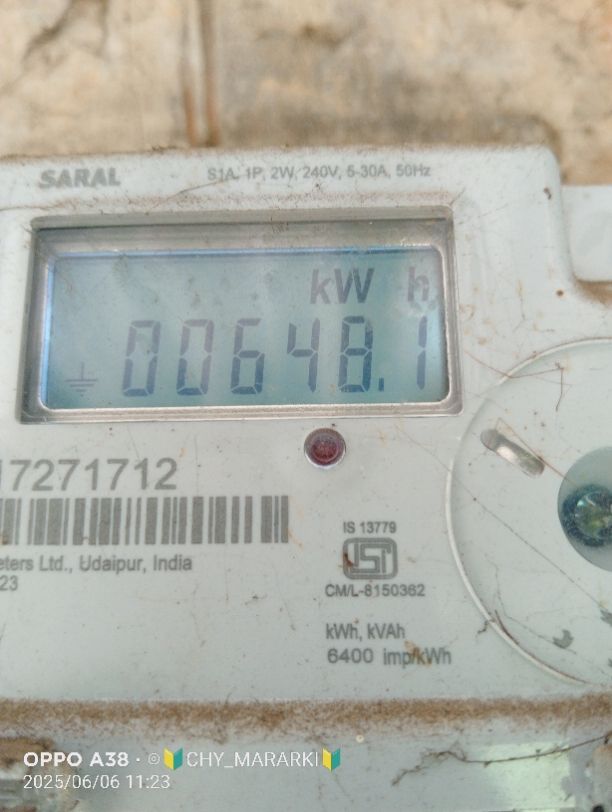 SARAL
S1A, 1P, 2W, 240V, 5-30A, 50Hz
kW h
00648.1
17271712
eters Ltd., Udaipur, India
23
IS 13779
ISI
CM/L-8150362
kWh, kVAh
6400 imp/kWh
OPPO A38 · ©🔰CHY_MARARKI🔰
2025/06/06 11:23